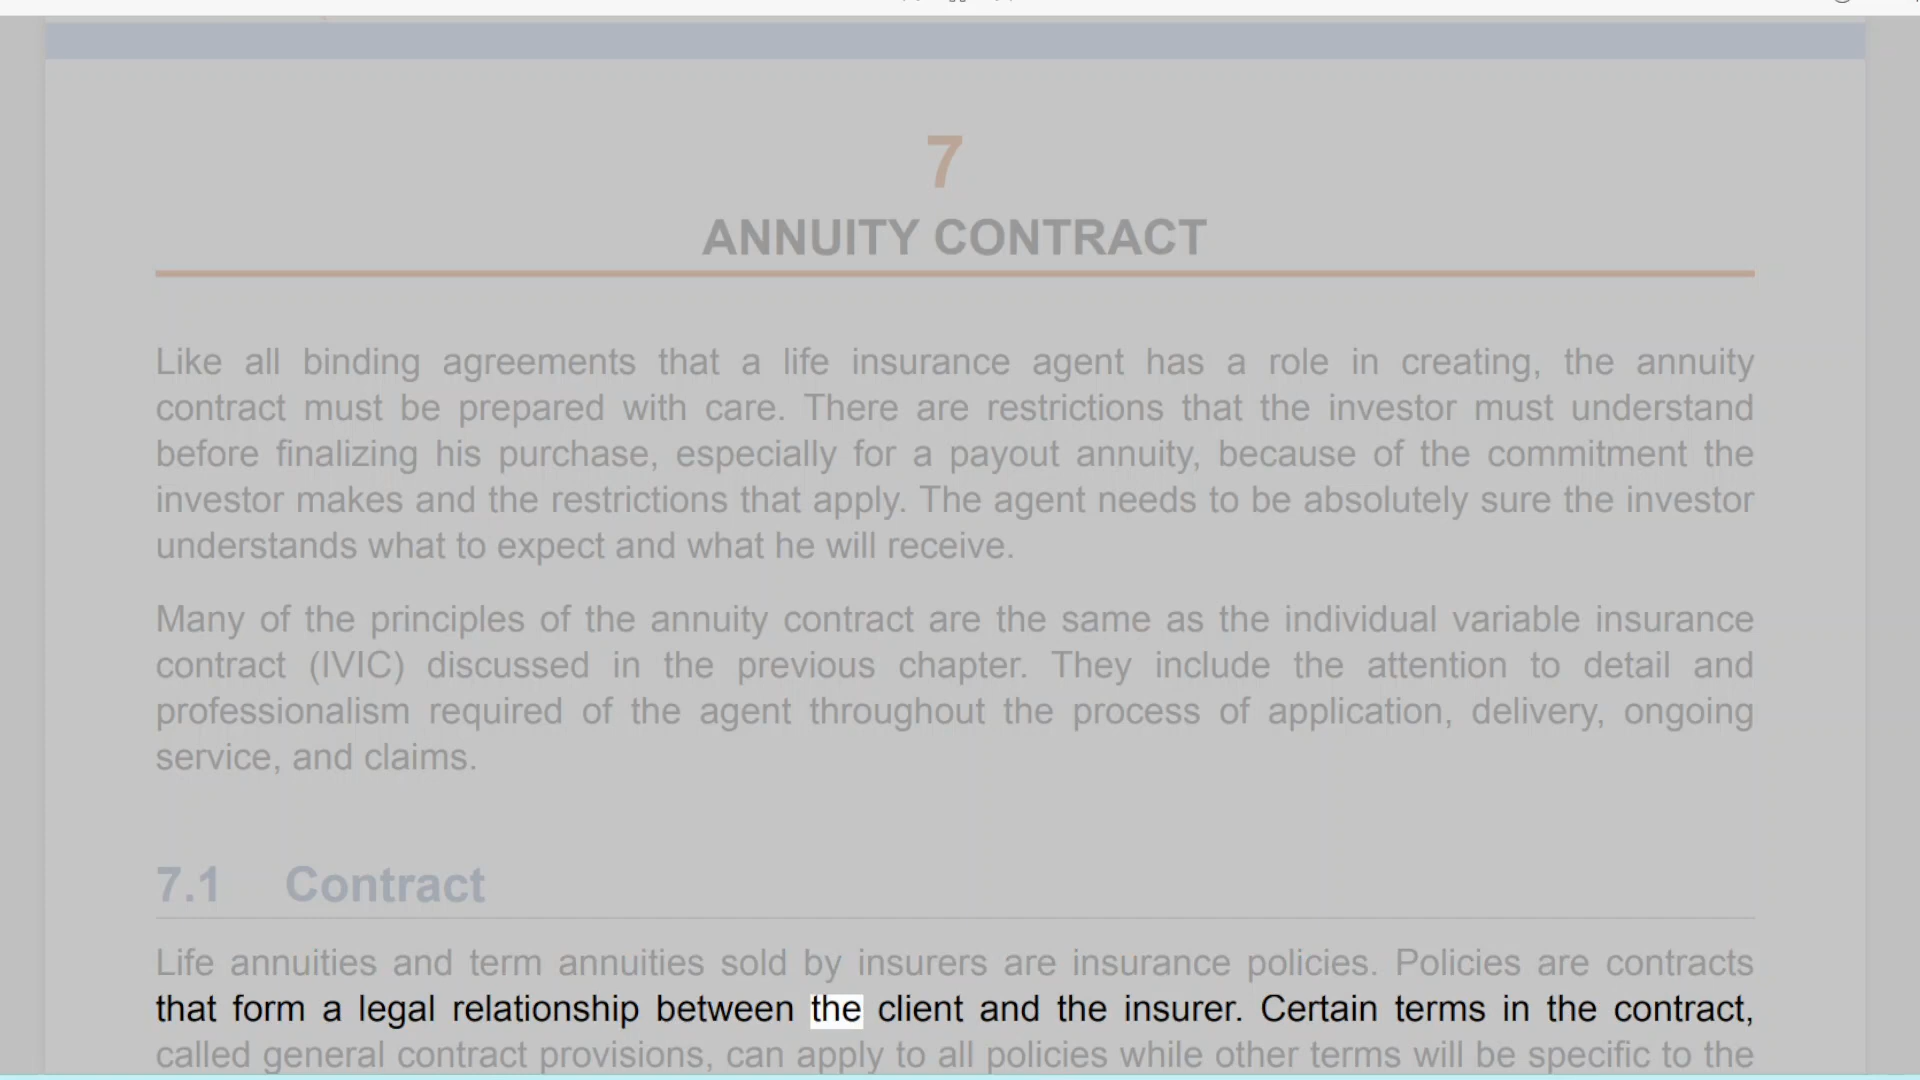 7
ANNUITY CONTRACT
Like all binding agreements that a life insurance agent has a role in creating, the annuity
contract must be prepared with care. There are restrictions that the investor must understand
before finalizing his purchase, especially for a payout annuity, because of the commitment the
investor makes and the restrictions that apply. The agent needs to be absolutely sure the investor
understands what to expect and what he will receive.
Many of the principles of the annuity contract are the same as the individual variable insurance
contract (IVIC) discussed in the previous chapter. They include the attention to detail and
professionalism required of the agent throughout the process of application, delivery, ongoing
service, and claims.
7.1 Contract
Life annuities and term annuities sold by insurers are insurance policies. Policies are contracts
that form a legal relationship between the client and the insurer. Certain terms in the contract,
called general contract provisions, can apply to all policies while other terms will be specific to the